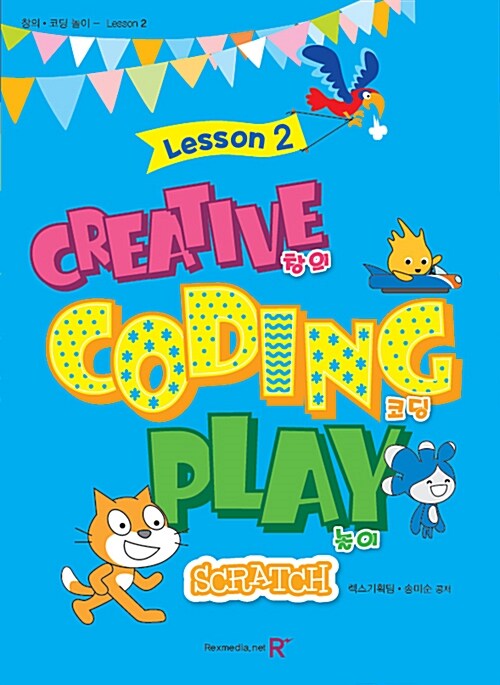 창의•코딩 놀이 - Lesson 2
Lesson 2
CREATIVE
창의
CODING
코딩
PLAY
놀이
SCRATCH
렉스기획팀•송미순 공저
Rexmedia.net R+